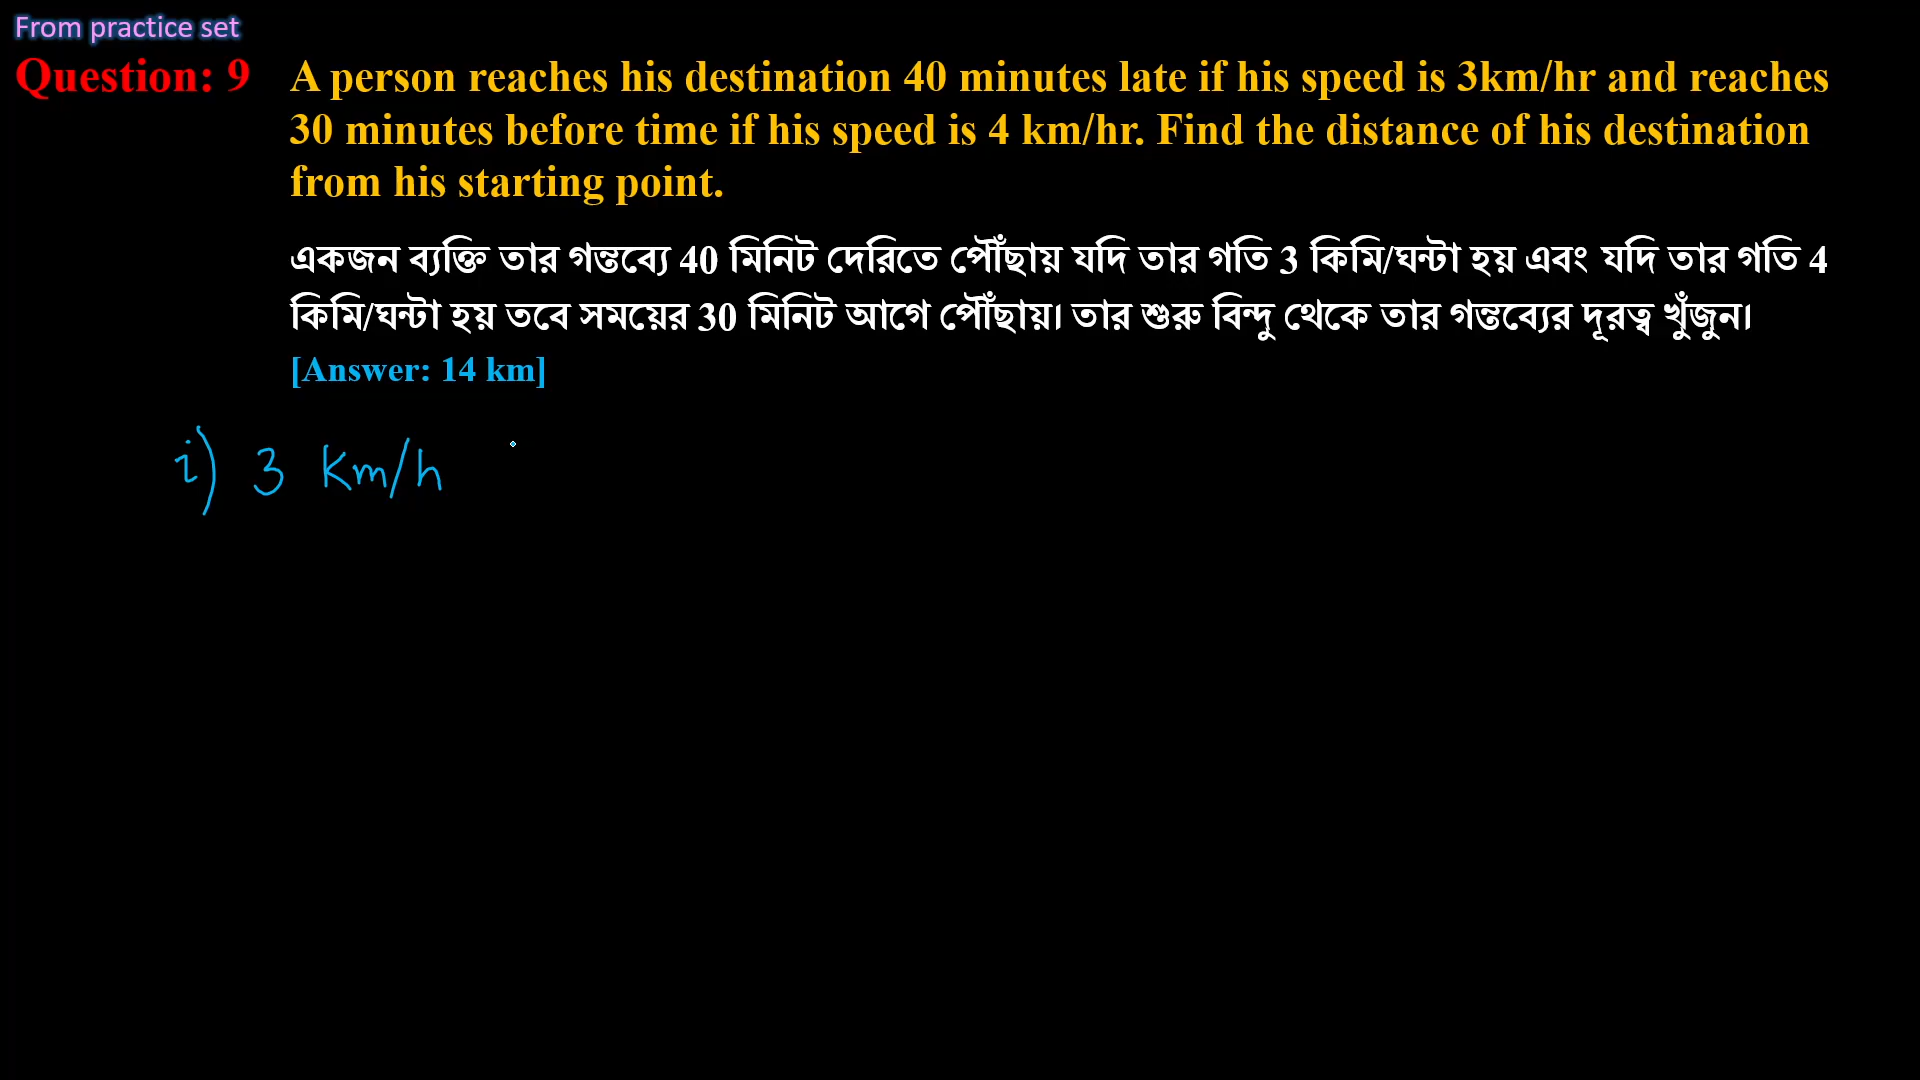 From practice set
Question: 9 A person reaches his destination 40 minutes late if his speed is 3km/hr and reaches
30 minutes before time if his speed is 4 km/hr. Find the distance of his destination
from his starting point.
একজন ব্যক্তি তার গন্তব্যে 40 মিনিট দেরিতে পৌঁছায় যদি তার গতি 3 কিমি/ঘন্টা হয় এবং যদি তার গতি 4
কিমি/ঘন্টা হয় তবে সময়ের 30 মিনিট আগে পৌঁছায়। তার শুরু বিন্দু থেকে তার গন্তব্যের দূরত্ব খুঁজুন।
[Answer: 14 km]
i) 3 Km/h